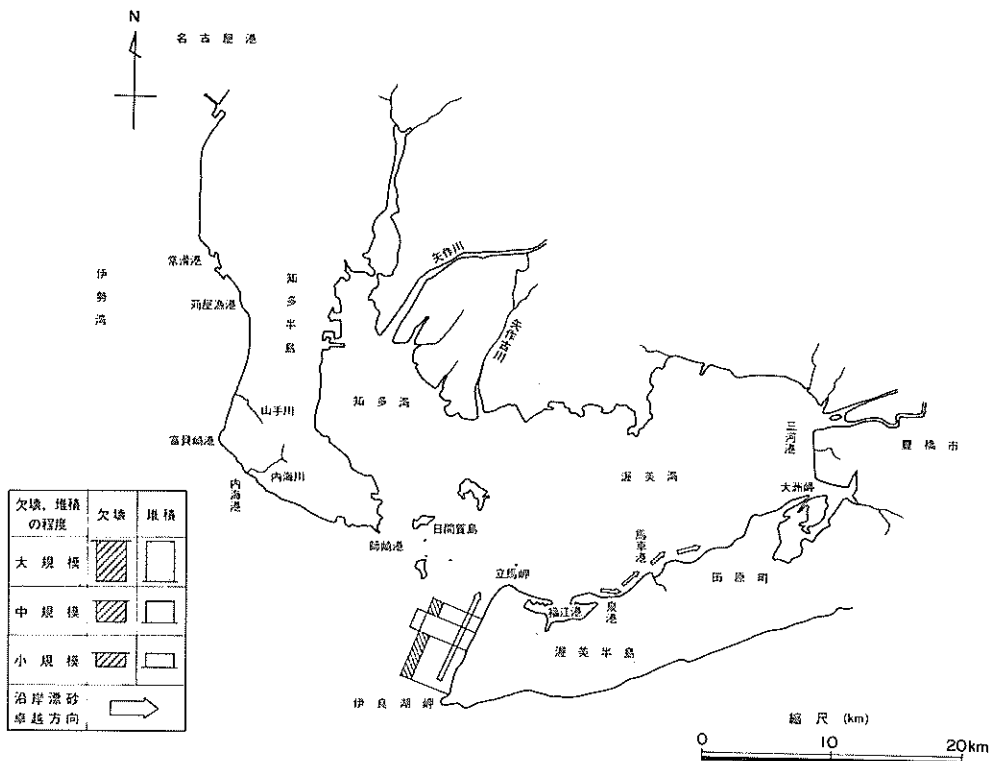 N
名古屋港
伊勢湾
常滑港
苅屋漁港
知多半島
矢作川
矢作古川
知多湾
山手川
富貝崎港
内海川
内海港
師崎港
日間賀島
渥美湾
三河港
豊橋市
大洲岬
馬草港
田原町
立馬岬
福江港
泉港
渥美半島
伊良湖岬
欠壊、堆積の程度
欠壊
堆積
大規模
中規模
小規模
沿岸漂砂
卓越方向
縮尺 (km)
0 10 20km